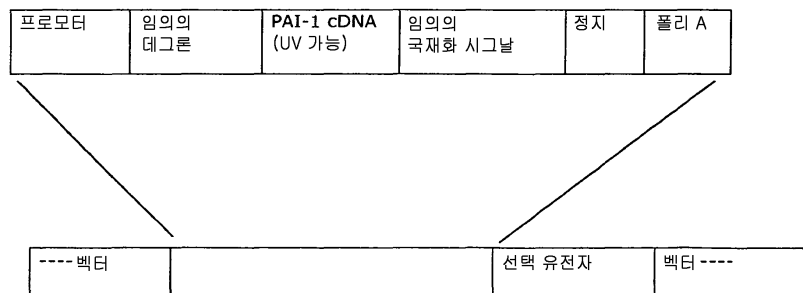 프로모터
임의의
데그론
PAI-1 cDNA
(UV 가능)
임의의
국재화 시그날
정지
폴리 A
----벡터
선택 유전자
벡터----